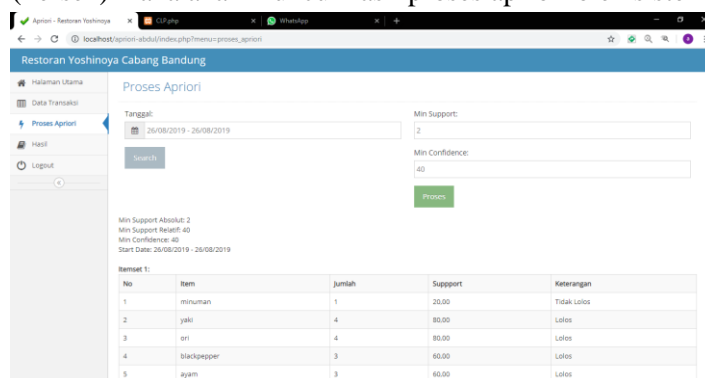 Apriori - Restoran Yoshinoya
CLP.php
WhatsApp
localhost/apriori-abdul/index.php?menu=proses_apriori
Restoran Yoshinoya Cabang Bandung
Halaman Utama
Data Transaksi
Proses Apriori
Hasil
Logout
Proses Apriori
Tanggal:
26/08/2019 - 26/08/2019
Search
Min Support:
2
Min Confidence:
40
Proses
Min Support Absolut: 2
Min Support Relatif: 40
Min Confidence: 40
Start Date: 26/08/2019 - 26/08/2019
Itemset 1:
No Item Jumlah Suppport Keterangan
1 minuman 1 20,00 Tidak Lolos
2 yaki 4 80,00 Lolos
3 ori 4 80,00 Lolos
4 blackpepper 3 60,00 Lolos
5 ayam 3 60,00 Lolos